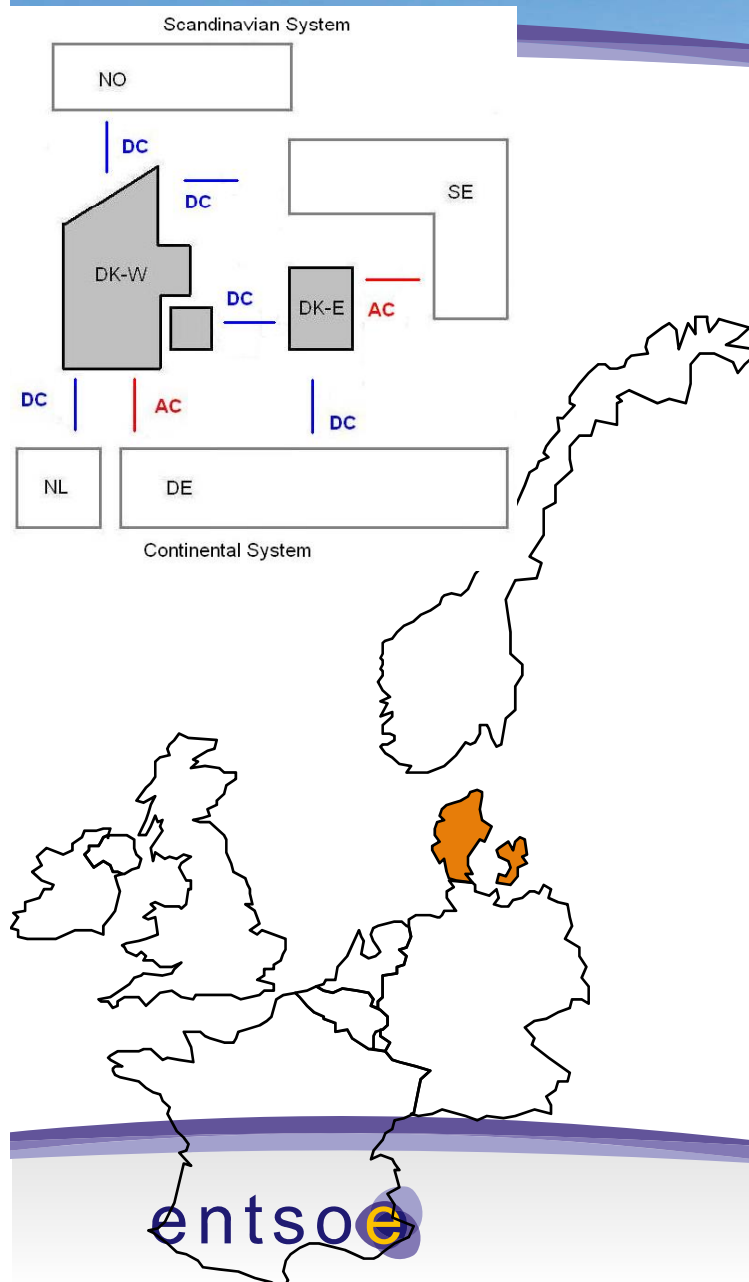 Scandinavian System
NO
DC
DC
SE
DK-W
DC
DK-E
AC
DC
AC
DC
NL
DE
Continental System
entsoe